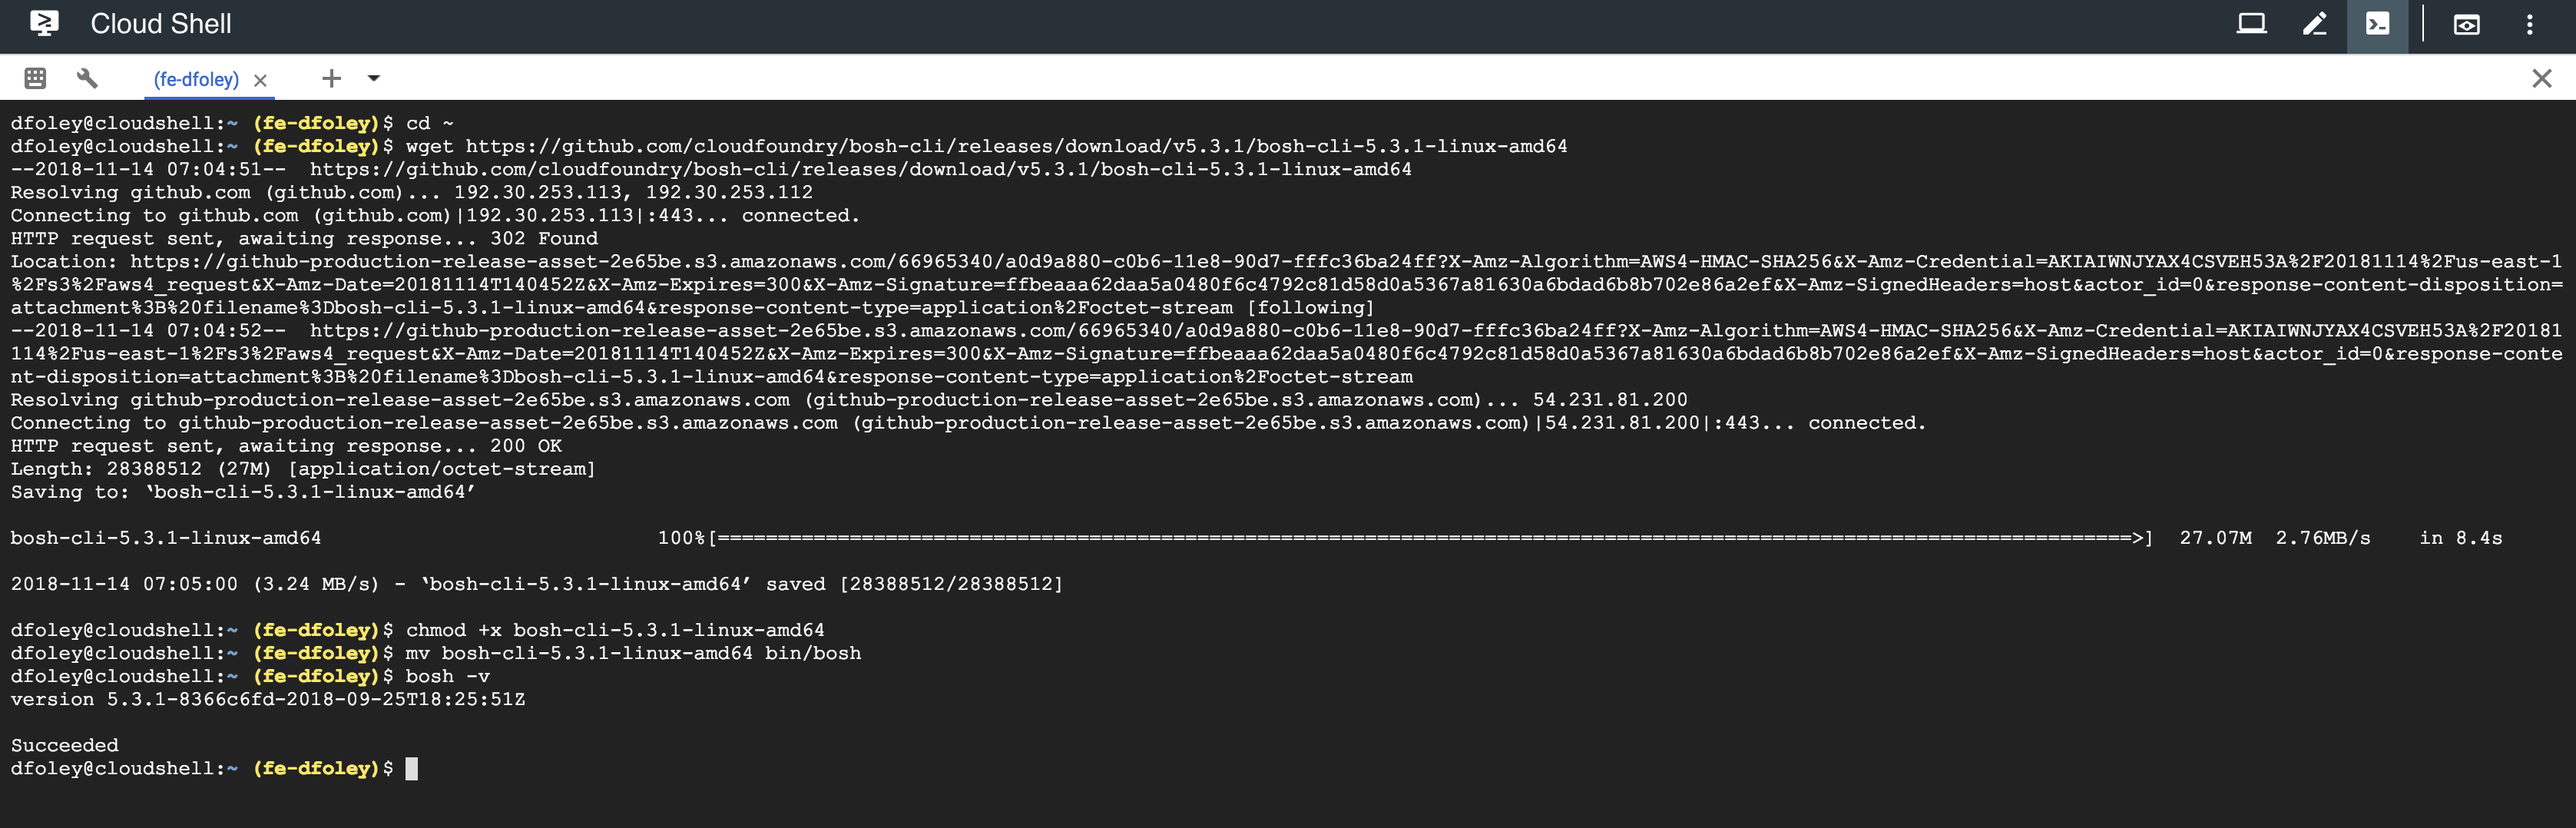 Cloud Shell
(fe-dfoley)
dfoley@cloudshell:~ (fe-dfoley)$ cd ~
dfoley@cloudshell:~ (fe-dfoley)$ wget https://github.com/cloudfoundry/bosh-cli/releases/download/v5.3.1/bosh-cli-5.3.1-linux-amd64
--2018-11-14 07:04:51--  https://github.com/cloudfoundry/bosh-cli/releases/download/v5.3.1/bosh-cli-5.3.1-linux-amd64
Resolving github.com (github.com)... 192.30.253.113, 192.30.253.112
Connecting to github.com (github.com)|192.30.253.113|:443... connected.
HTTP request sent, awaiting response... 302 Found
Location: https://github-production-release-asset-2e65be.s3.amazonaws.com/66965340/a0d9a880-c0b6-11e8-90d7-fffc36ba24ff?X-Amz-Algorithm=AWS4-HMAC-SHA256&X-Amz-Credential=AKIAIWNJYAX4CSVEH53A%2F20181114%2Fus-east-1
%2Fs3%2Faws4_request&X-Amz-Date=20181114T140452Z&X-Amz-Expires=300&X-Amz-Signature=ffbeaaa62daa5a0480f6c4792c81d58d0a5367a81630a6bdad6b8b702e86a2ef&X-Amz-SignedHeaders=host&actor_id=0&response-content-disposition=
attachment%3B%20filename%3Dbosh-cli-5.3.1-linux-amd64&response-content-type=application%2Foctet-stream [following]
--2018-11-14 07:04:52--  https://github-production-release-asset-2e65be.s3.amazonaws.com/66965340/a0d9a880-c0b6-11e8-90d7-fffc36ba24ff?X-Amz-Algorithm=AWS4-HMAC-SHA256&X-Amz-Credential=AKIAIWNJYAX4CSVEH53A%2F20181
114%2Fus-east-1%2Fs3%2Faws4_request&X-Amz-Date=20181114T140452Z&X-Amz-Expires=300&X-Amz-Signature=ffbeaaa62daa5a0480f6c4792c81d58d0a5367a81630a6bdad6b8b702e86a2ef&X-Amz-SignedHeaders=host&actor_id=0&response-conte
nt-disposition=attachment%3B%20filename%3Dbosh-cli-5.3.1-linux-amd64&response-content-type=application%2Foctet-stream
Resolving github-production-release-asset-2e65be.s3.amazonaws.com (github-production-release-asset-2e65be.s3.amazonaws.com)... 54.231.81.200
Connecting to github-production-release-asset-2e65be.s3.amazonaws.com (github-production-release-asset-2e65be.s3.amazonaws.com)|54.231.81.200|:443... connected.
HTTP request sent, awaiting response... 200 OK
Length: 28388512 (27M) [application/octet-stream]
Saving to: ‘bosh-cli-5.3.1-linux-amd64’
bosh-cli-5.3.1-linux-amd64 100%[======================================================================================================================>] 27.07M 2.76MB/s in 8.4s
2018-11-14 07:05:00 (3.24 MB/s) - ‘bosh-cli-5.3.1-linux-amd64’ saved [28388512/28388512]
dfoley@cloudshell:~ (fe-dfoley)$ chmod +x bosh-cli-5.3.1-linux-amd64
dfoley@cloudshell:~ (fe-dfoley)$ mv bosh-cli-5.3.1-linux-amd64 bin/bosh
dfoley@cloudshell:~ (fe-dfoley)$ bosh -v
version 5.3.1-8366c6fd-2018-09-25T18:25:51Z
Succeeded
dfoley@cloudshell:~ (fe-dfoley)$